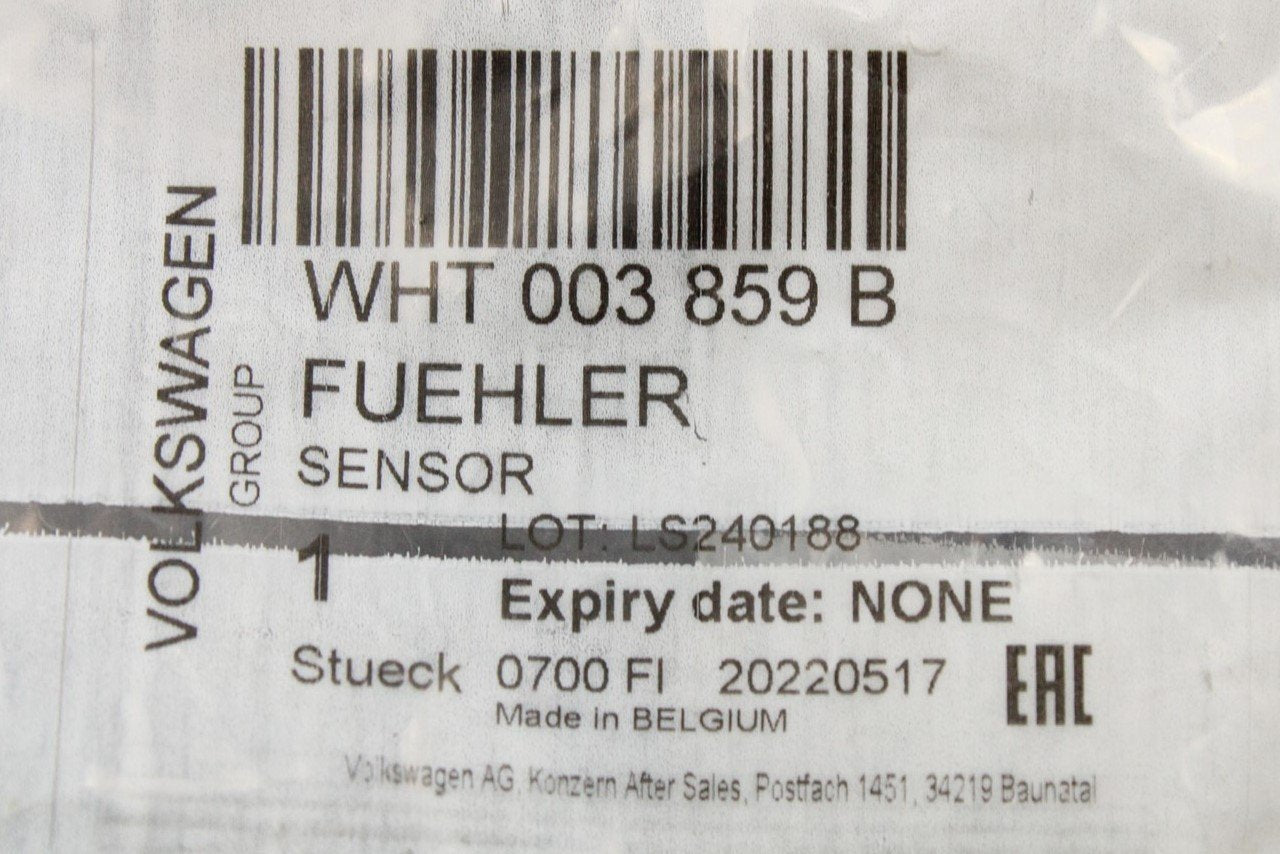 VOLKSWAGEN
GROUP
WHT 003 859 B
FUEHLER
SENSOR
LOT: LS240188
1
Expiry date: NONE
Stueck 0700 FI 20220517 EAC
Made in BELGIUM
Volkswagen AG, Konzern After Sales, Postfach 1451, 34219 Baunatal